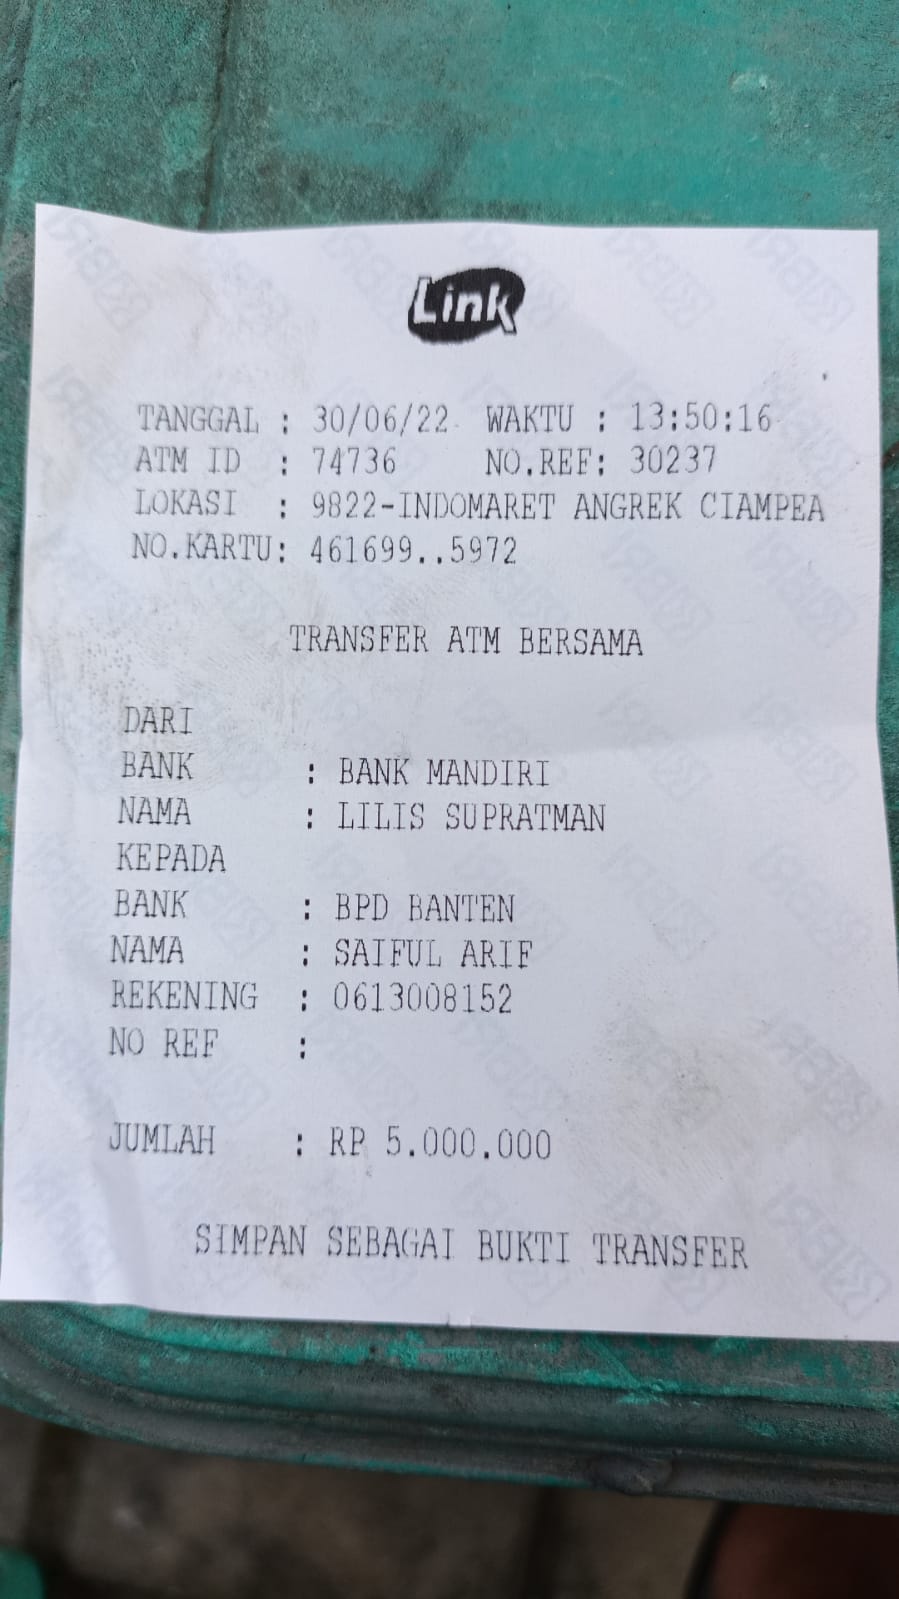 Link
TANGGAL : 30/06/22 WAKTU : 13:50:16
ATM ID : 74736 NO.REF: 30237
LOKASI : 9822-INDOMARET ANGREK CIAMPEA
NO.KARTU: 461699..5972
TRANSFER ATM BERSAMA
DARI
BANK : BANK MANDIRI
NAMA : LILIS SUPRATMAN
KEPADA
BANK : BPD BANTEN
NAMA : SAIFUL ARIF
REKENING : 0613008152
NO REF :
JUMLAH : RP 5.000.000
SIMPAN SEBAGAI BUKTI TRANSFER